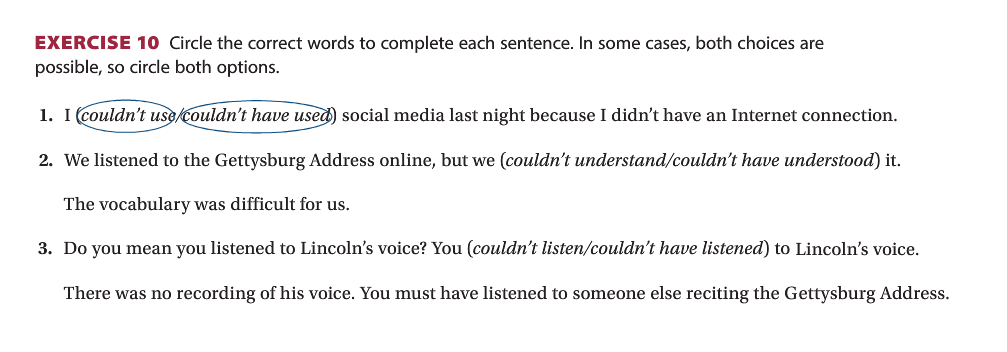 EXERCISE 10 Circle the correct words to complete each sentence. In some cases, both choices are
possible, so circle both options.
1. I (couldn't use/couldn't have used) social media last night because I didn't have an Internet connection.
2. We listened to the Gettysburg Address online, but we (couldn't understand/couldn't have understood) it.
The vocabulary was difficult for us.
3. Do you mean you listened to Lincoln's voice? You (couldn't listen/couldn't have listened) to Lincoln's voice.
There was no recording of his voice. You must have listened to someone else reciting the Gettysburg Address.